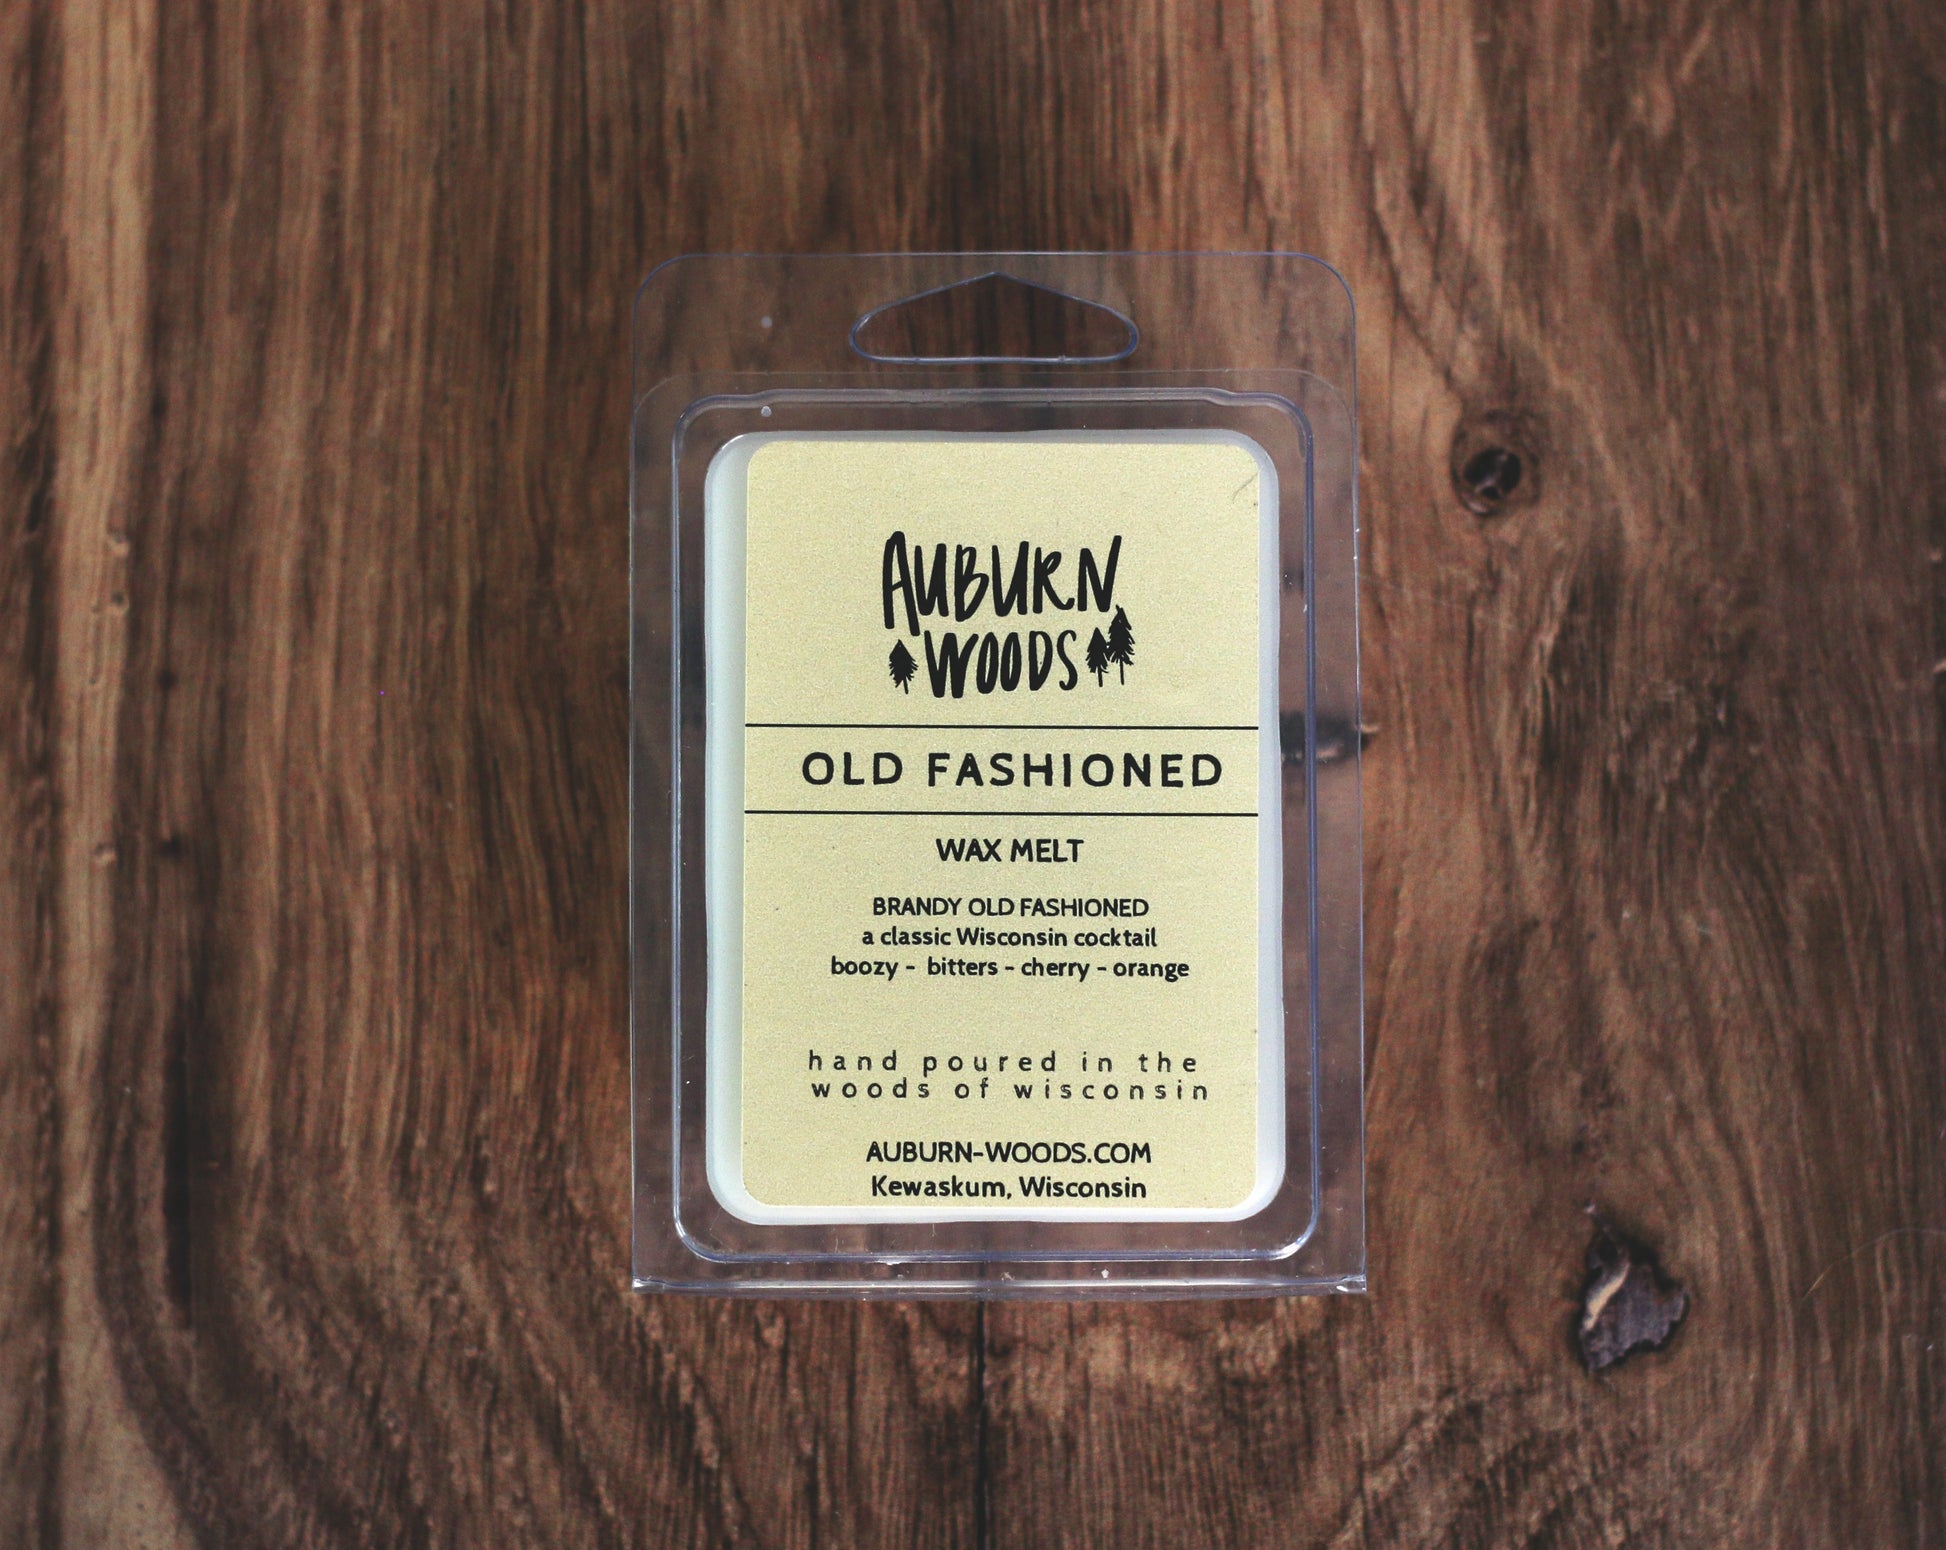 AUBURN
WOODS
OLD FASHIONED
WAX MELT
BRANDY OLD FASHIONED
a classic Wisconsin cocktail
boozy - bitters - cherry - orange
hand poured in the
woods of wisconsin
AUBURN-WOODS.COM
Kewaskum, Wisconsin